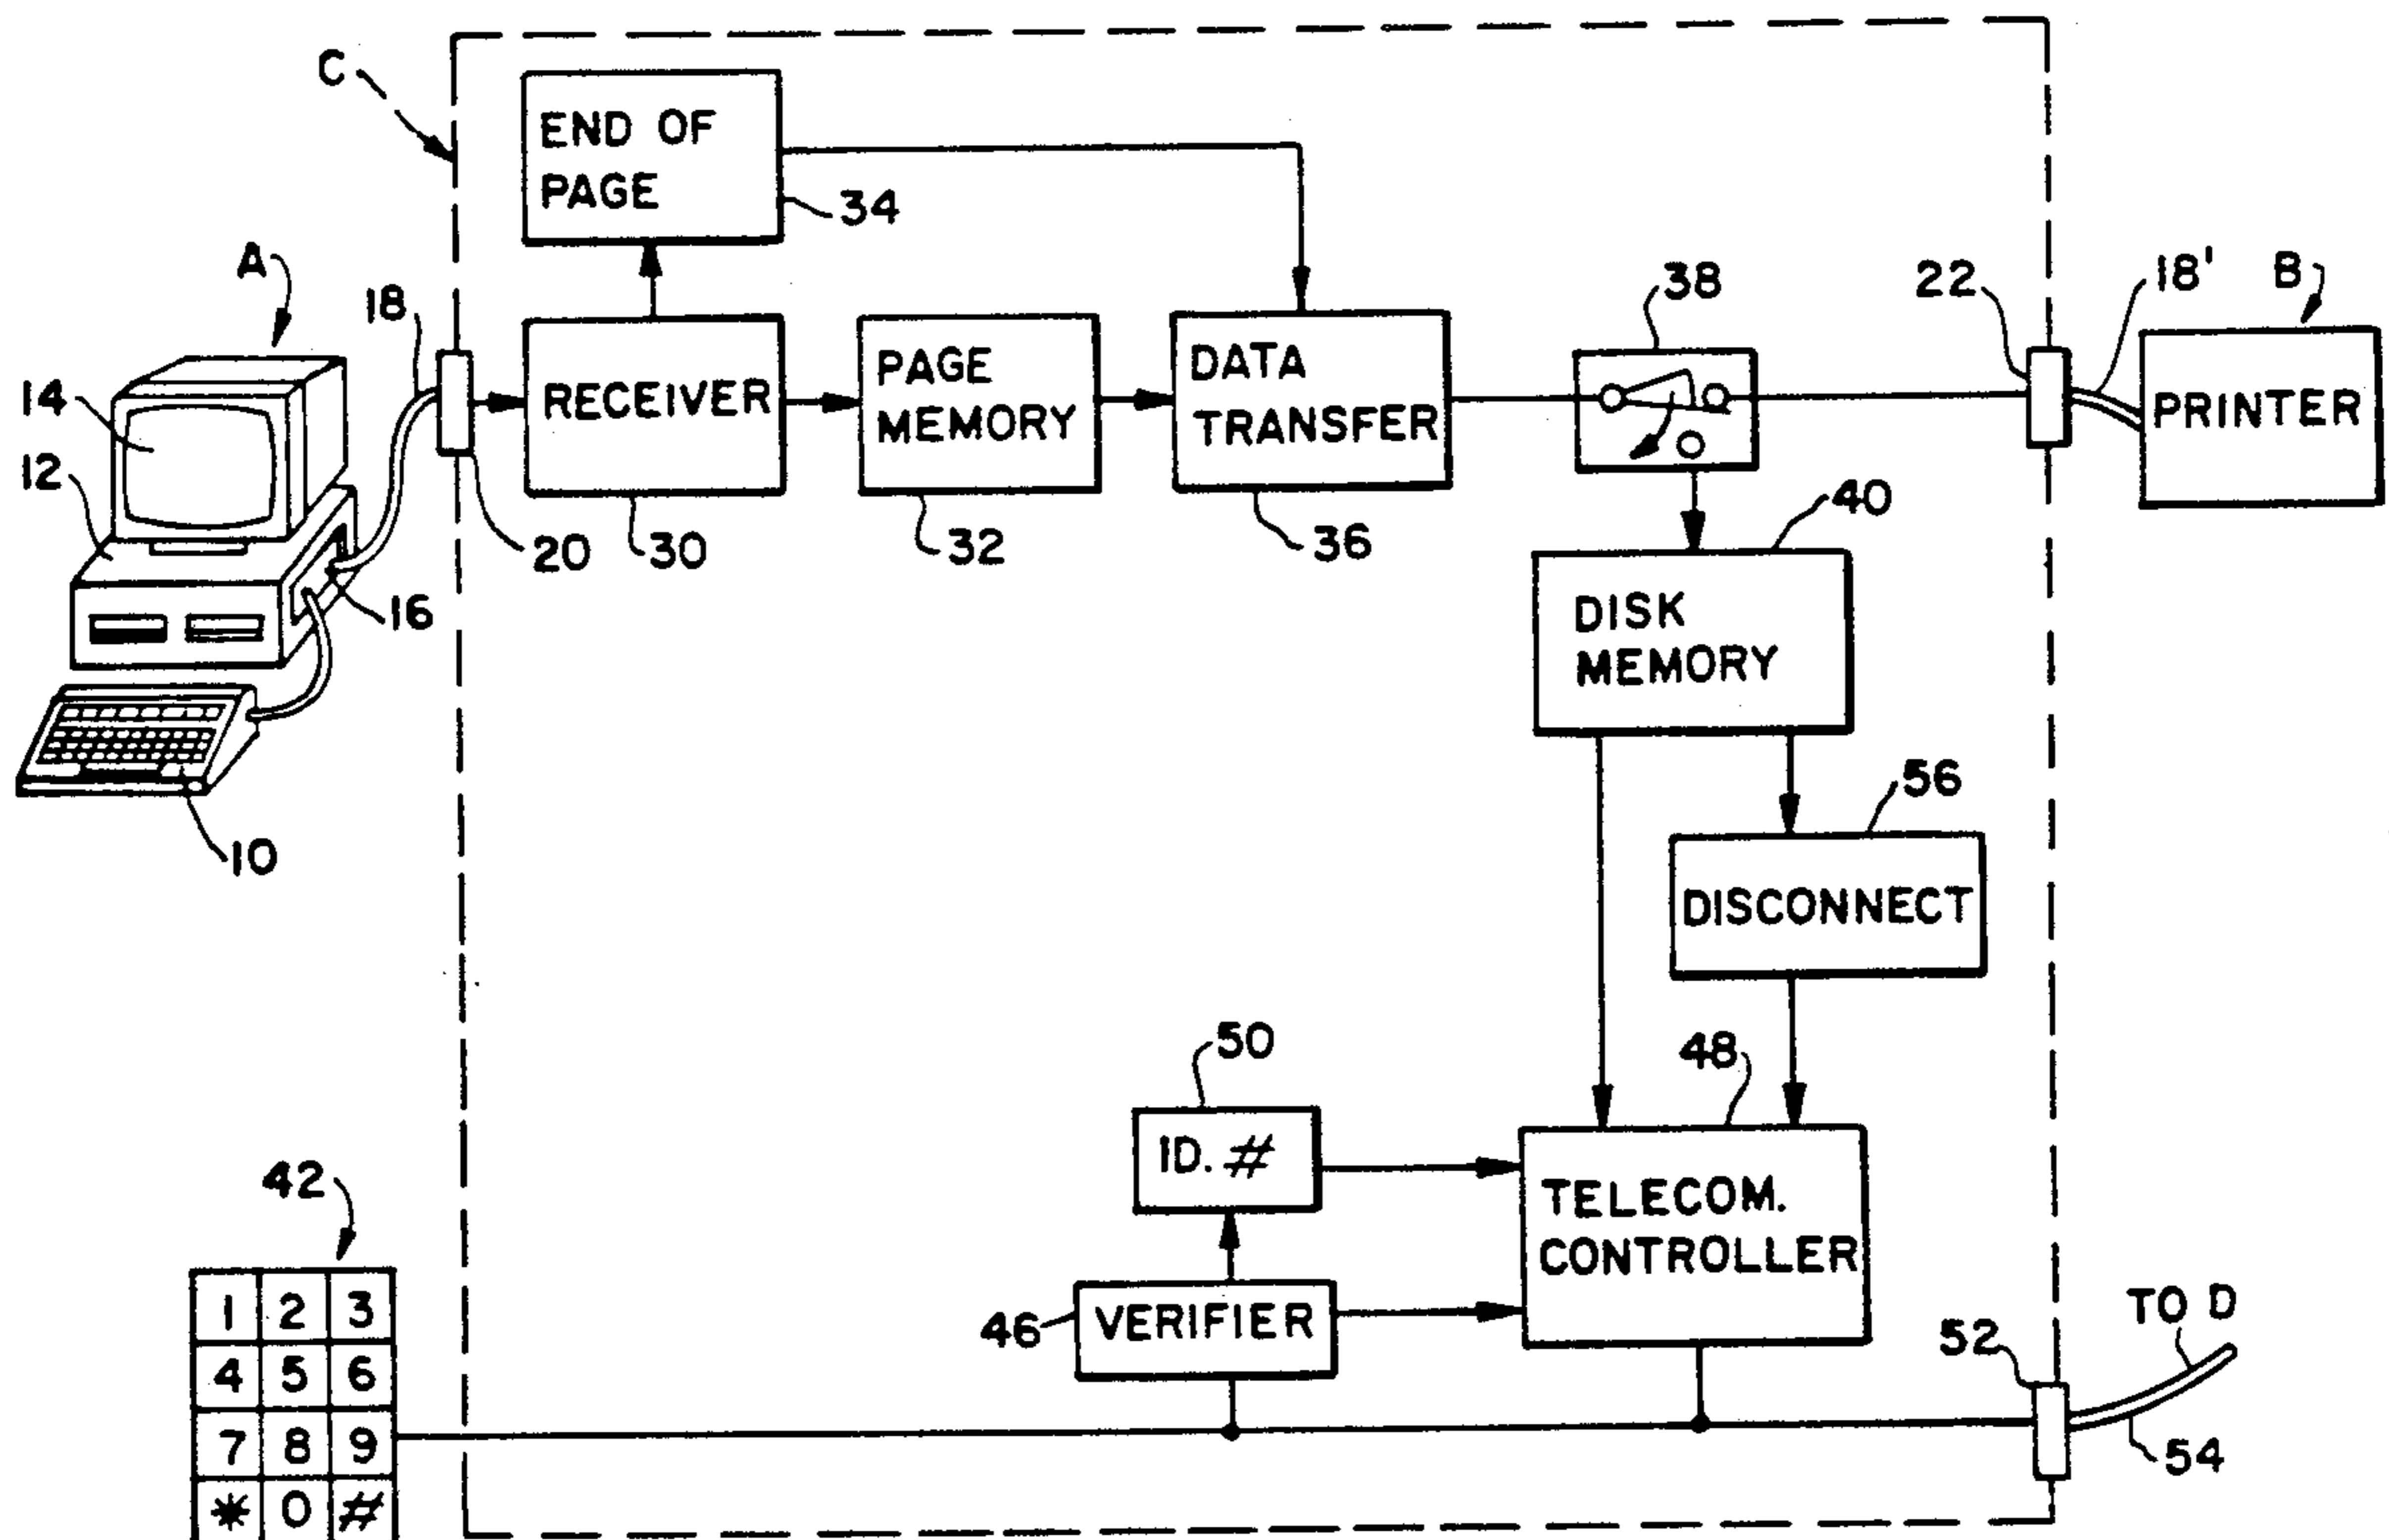 C
END OF
PAGE
34
A
18
38
22
18'
B
14
12
RECEIVER
PAGE
MEMORY
DATA
TRANSFER
PRINTER
20
30
32
36
40
16
DISK
MEMORY
10
56
DISCONNECT
50
48
ID. #
42
TELECOM.
CONTROLLER
46
VERIFIER
52
TO D
54
1 2 3
4 5 6
7 8 9
* 0 #